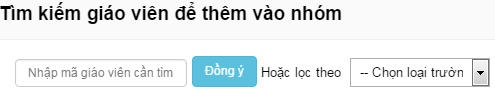 Tìm kiếm giáo viên để thêm vào nhóm
Nhập mã giáo viên cần tìm Đồng ý Hoặc lọc theo -- Chọn loại trườn